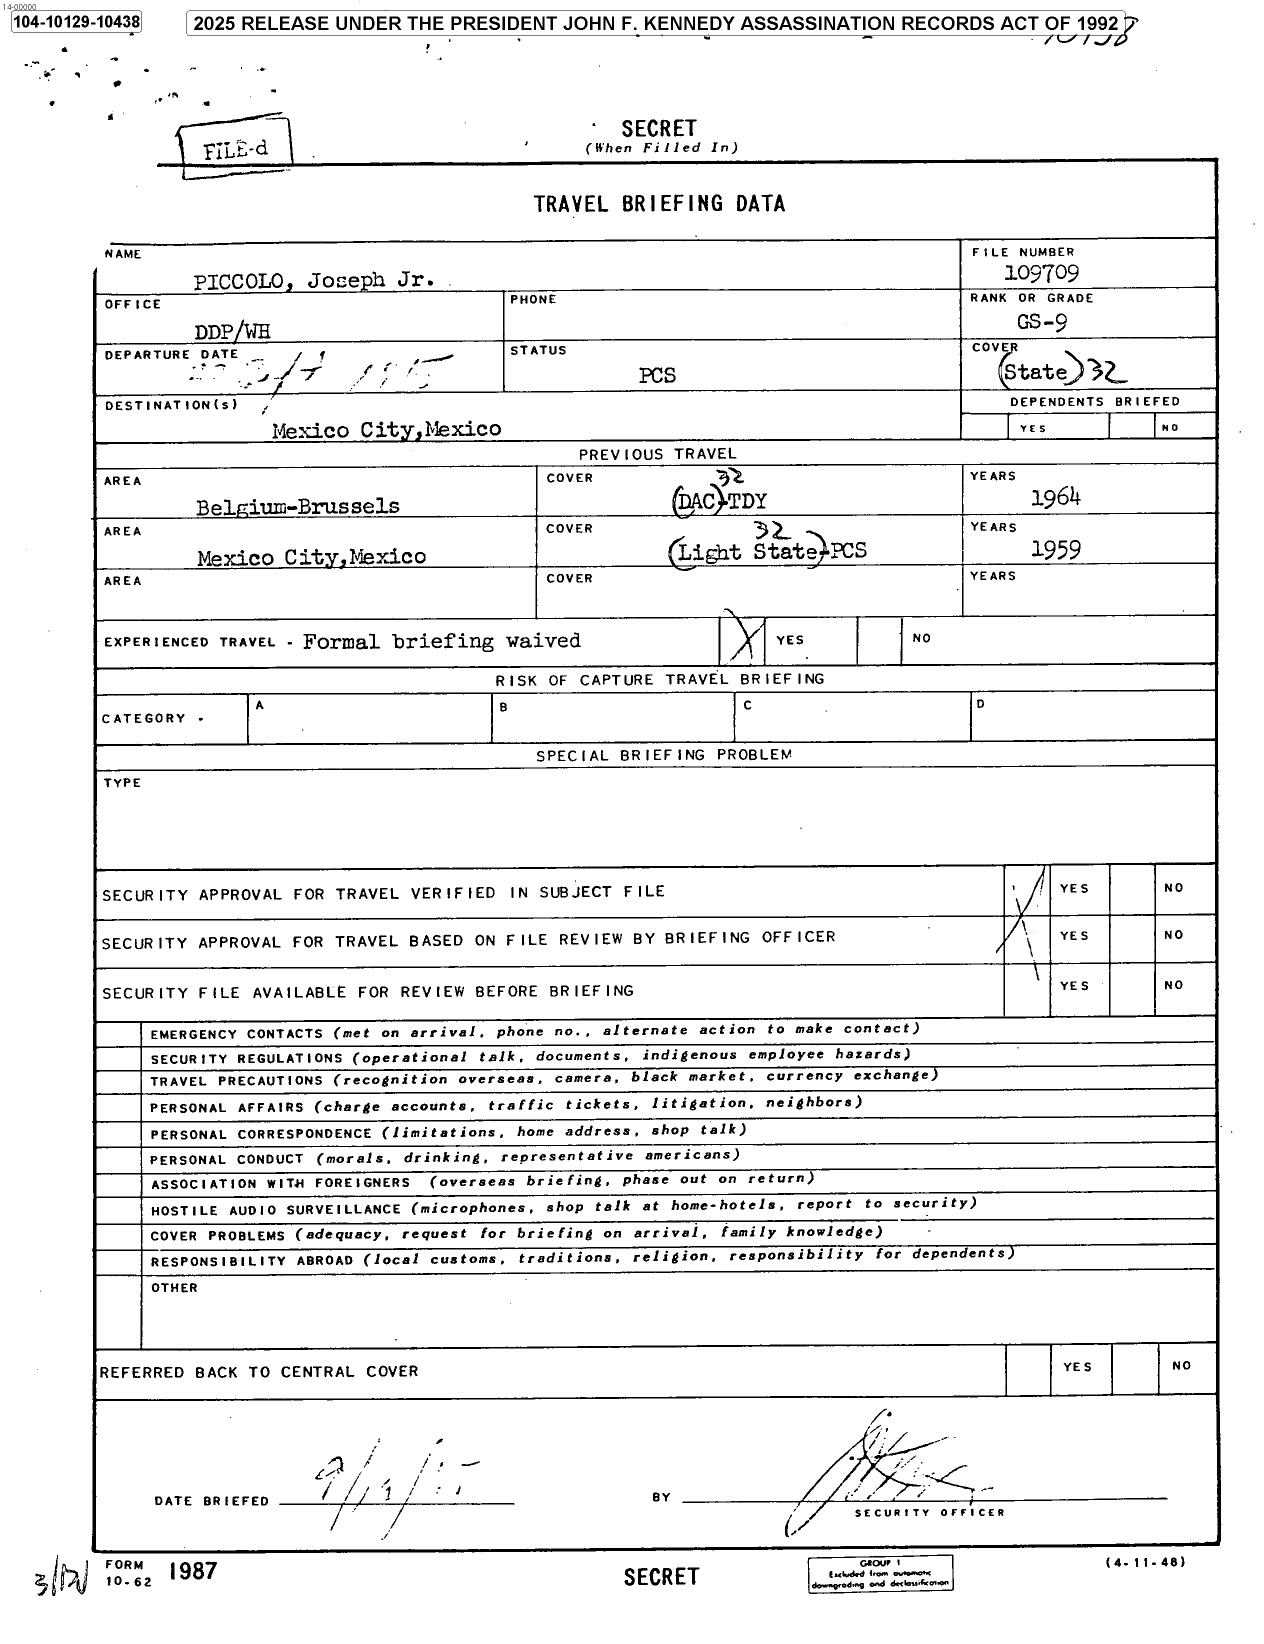 14-00000
104-10129-10438
2025 RELEASE UNDER THE PRESIDENT JOHN F. KENNEDY ASSASSINATION RECORDS ACT OF 1992
FILE-d
SECRET
(When Filled In)
TRAVEL BRIEFING DATA
NAME
PICCOLO, Joseph Jr.
FILE NUMBER
109709
OFFICE
DDP/WH
PHONE
RANK OR GRADE
GS-9
DEPARTURE DATE
STATUS
PCS
COVER
(State) 32
DESTINATION(s)
Mexico City,Mexico
DEPENDENTS BRIEFED
YES NO
PREVIOUS TRAVEL
AREA
Belgium-Brussels
COVER
32
(DAC)-TDY
YEARS
1964
AREA
Mexico City,Mexico
COVER
32
(Light State)-PCS
YEARS
1959
AREA
COVER
YEARS
EXPERIENCED TRAVEL - Formal briefing waived X YES NO
RISK OF CAPTURE TRAVEL BRIEFING
CATEGORY - A B C D
SPECIAL BRIEFING PROBLEM
TYPE
SECURITY APPROVAL FOR TRAVEL VERIFIED IN SUBJECT FILE YES NO
SECURITY APPROVAL FOR TRAVEL BASED ON FILE REVIEW BY BRIEFING OFFICER YES NO
SECURITY FILE AVAILABLE FOR REVIEW BEFORE BRIEFING YES NO
EMERGENCY CONTACTS (met on arrival, phone no., alternate action to make contact)
SECURITY REGULATIONS (operational talk, documents, indigenous employee hazards)
TRAVEL PRECAUTIONS (recognition overseas, camera, black market, currency exchange)
PERSONAL AFFAIRS (charge accounts, traffic tickets, litigation, neighbors)
PERSONAL CORRESPONDENCE (limitations, home address, shop talk)
PERSONAL CONDUCT (morals, drinking, representative americans)
ASSOCIATION WITH FOREIGNERS (overseas briefing, phase out on return)
HOSTILE AUDIO SURVEILLANCE (microphones, shop talk at home-hotels, report to security)
COVER PROBLEMS (adequacy, request for briefing on arrival, family knowledge)
RESPONSIBILITY ABROAD (local customs, traditions, religion, responsibility for dependents)
OTHER
REFERRED BACK TO CENTRAL COVER YES NO
DATE BRIEFED
BY
SECURITY OFFICER
FORM
10-62 1987
SECRET
GROUP 1
Excluded from automatic
downgrading and declassification
(4-11-48)